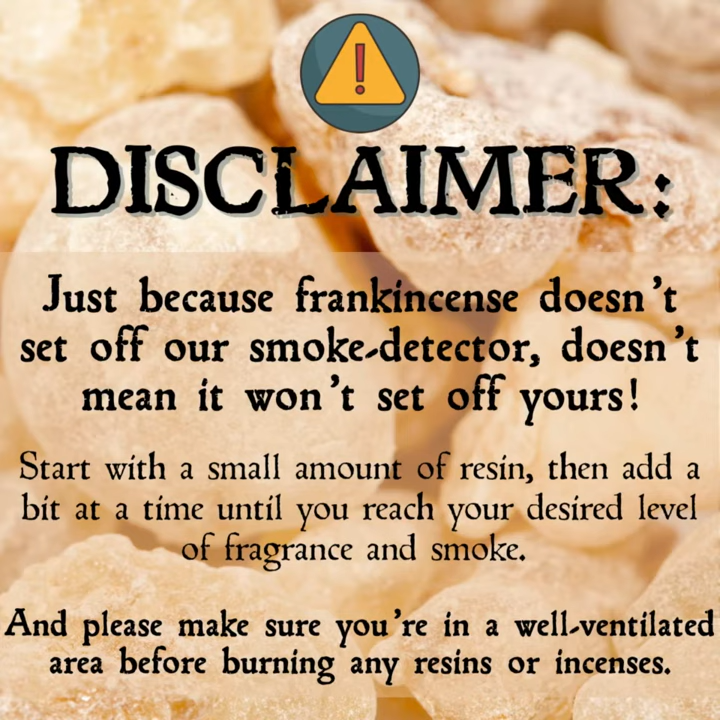 DISCLAIMER:
Just because frankincense doesn't
set off our smoke-detector, doesn't
mean it won't set off yours!
Start with a small amount of resin, then add a
bit at a time until you reach your desired level
of fragrance and smoke.
And please make sure you're in a well-ventilated
area before burning any resins or incenses.